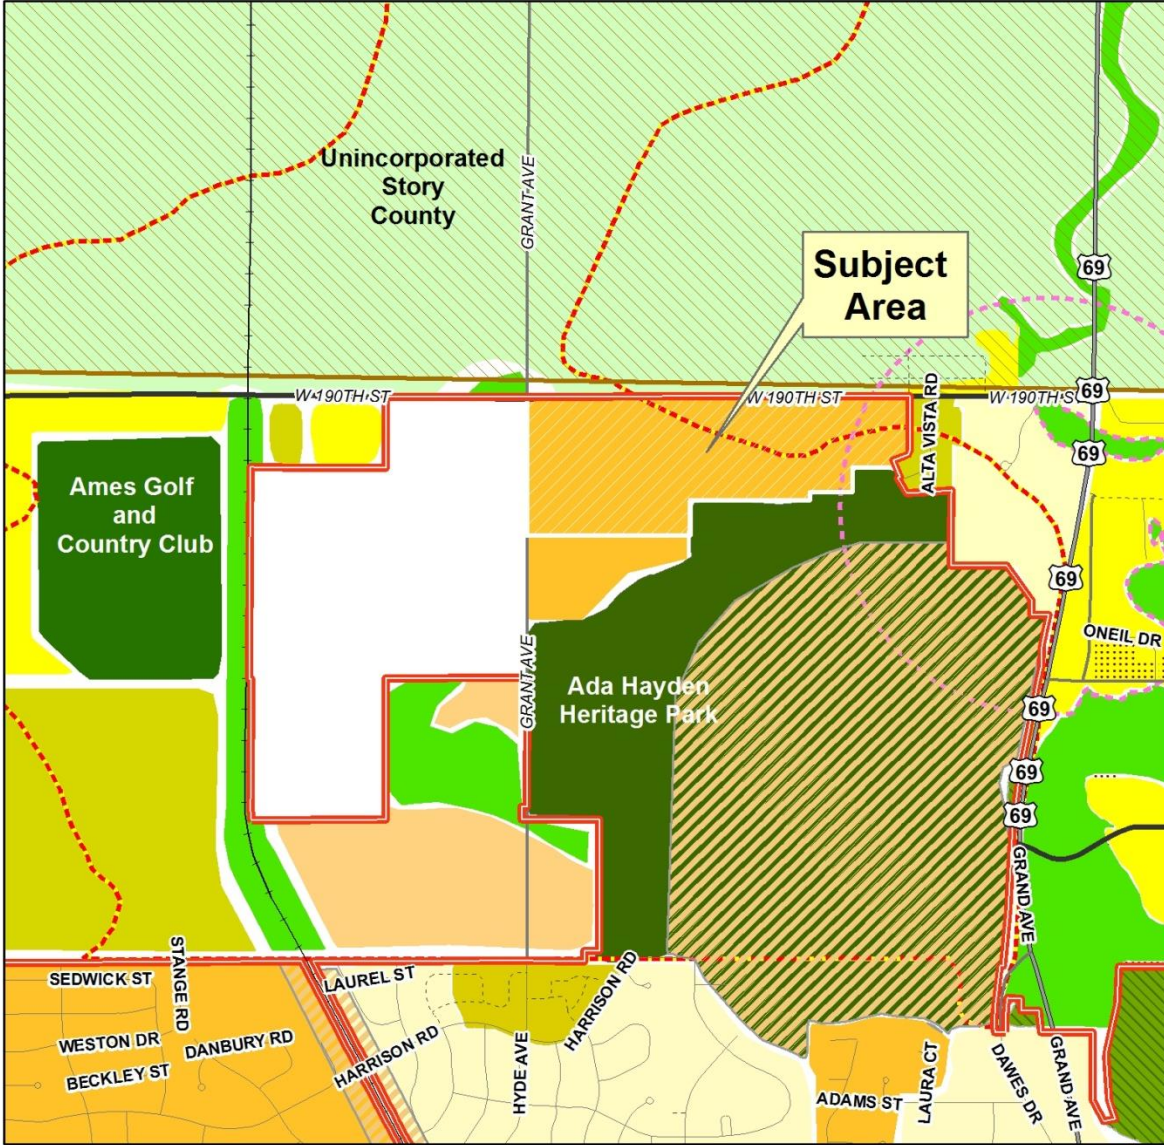 Unincorporated
Story
County
GRANT AVE
Subject
Area
69
69
W 190TH ST
W 190TH ST
W 190TH S
69
ALTA VISTA RD
Ames Golf
and
Country Club
69
ONEIL DR
GRANT AVE
Ada Hayden
Heritage Park
69
69
69
GRAND AVE
SEDWICK ST
STANGE RD
LAUREL ST
HARRISON RD
WESTON DR
DANBURY RD
HARRISON RD
BECKLEY ST
HYDE AVE
ADAMS ST
LAURA CT
DAWES DR
GRAND AVE